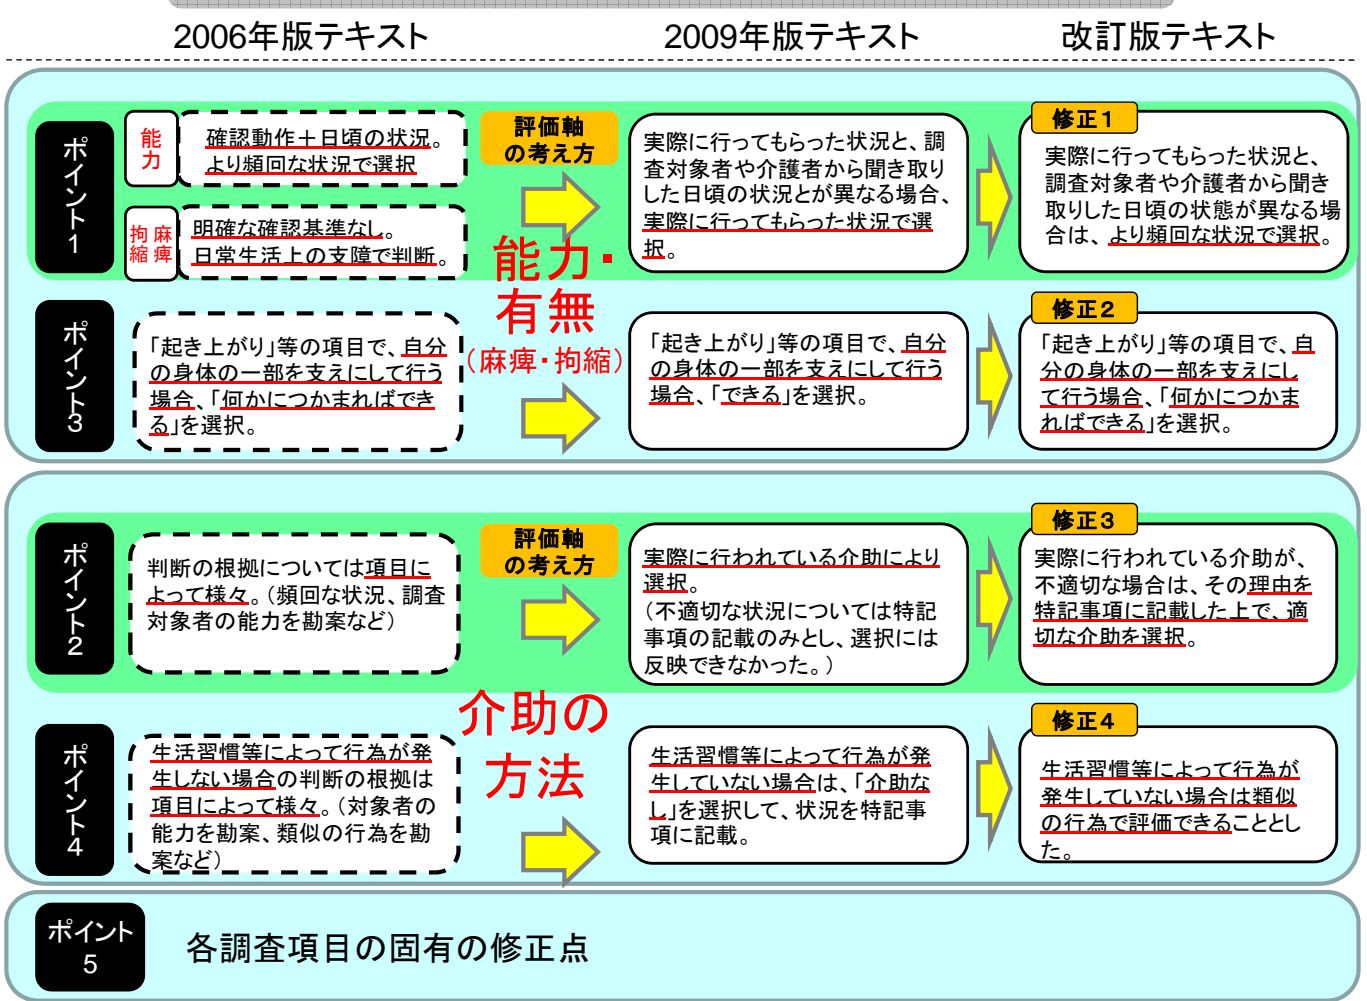 2006年版テキスト
2009年版テキスト
改訂版テキスト
ポイント1
能力
確認動作＋日頃の状況。
より頻回な状況で選択
麻痺
拘縮
明確な確認基準なし。
日常生活上の支障で判断。
評価軸
の考え方
実際に行ってもらった状況と、調
査対象者や介護者から聞き取り
した日頃の状況とが異なる場合、
実際に行ってもらった状況で選
択。
修正1
実際に行ってもらった状況と、
調査対象者や介護者から聞き
取りした日頃の状態が異なる場
合は、より頻回な状況で選択。
能力・
有無
（麻痺・拘縮）
ポイント3
「起き上がり」等の項目で、自分
の身体の一部を支えにして行う
場合、「何かにつかまればでき
る」を選択。
「起き上がり」等の項目で、自分
の身体の一部を支えにして行う
場合、「できる」を選択。
修正2
「起き上がり」等の項目で、自
分の身体の一部を支えにし
て行う場合、「何かにつかま
ればできる」を選択。
ポイント2
判断の根拠については項目に
よって様々。（頻回な状況、調査
対象者の能力を勘案など）
評価軸
の考え方
実際に行われている介助により
選択。
（不適切な状況については特記
事項の記載のみとし、選択には
反映できなかった。）
修正3
実際に行われている介助が、
不適切な場合は、その理由を
特記事項に記載した上で、適
切な介助を選択。
介助の
方法
ポイント4
生活習慣等によって行為が発
生しない場合の判断の根拠は
項目によって様々。（対象者の
能力を勘案、類似の行為を勘
案など）
生活習慣等によって行為が発
生していない場合は、「介助な
し」を選択して、状況を特記事
項に記載。
修正4
生活習慣等によって行為が
発生していない場合は類似
の行為で評価できることとし
た。
ポイント
5
各調査項目の固有の修正点